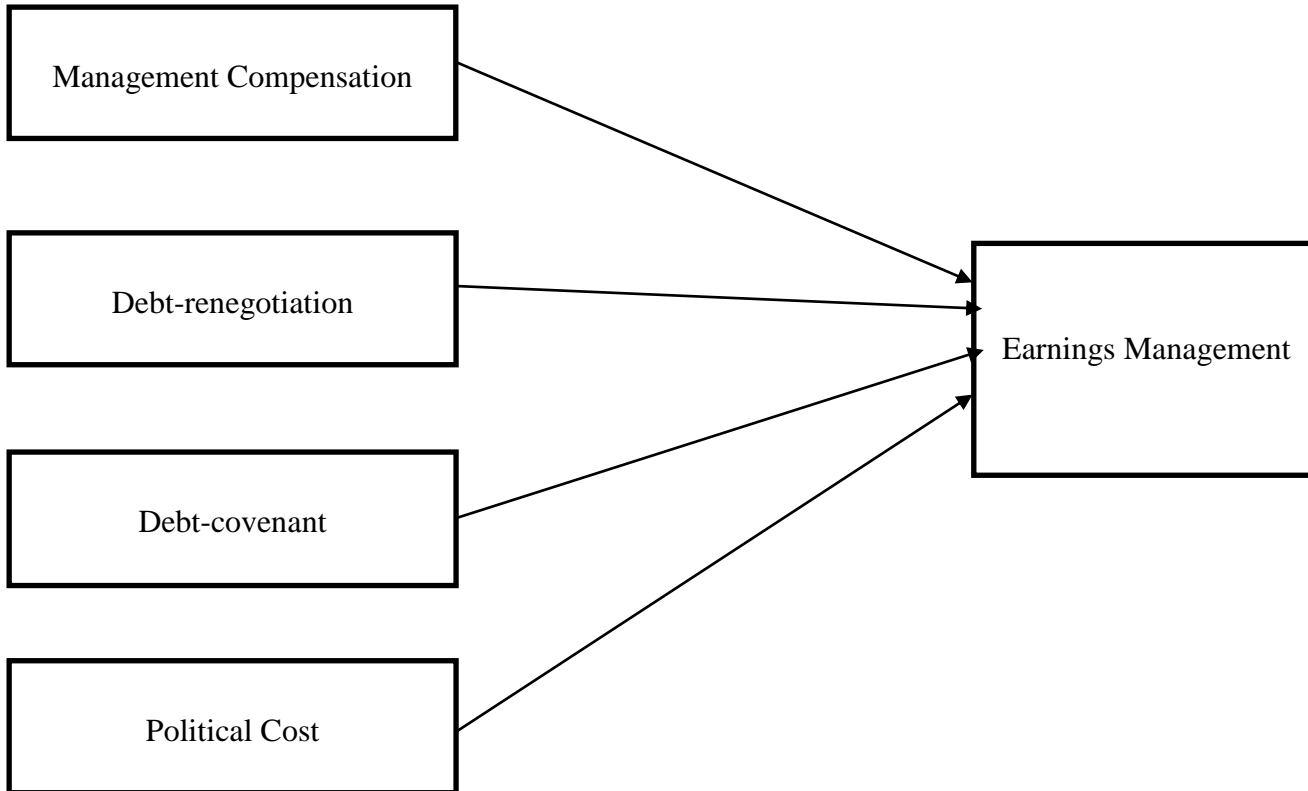 Management Compensation
Debt-renegotiation
Earnings Management
Debt-covenant
Political Cost